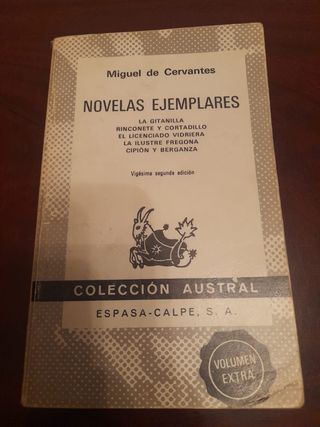 Miguel de Cervantes
NOVELAS EJEMPLARES
LA GITANILLA
RINCONETE Y CORTADILLO
EL LICENCIADO VIDRIERA
LA ILUSTRE FREGONA
CIPIÓN Y BERGANZA
Vigésima segunda edición
COLECCIÓN AUSTRAL
ESPASA-CALPE, S. A.
VOLUMEN
EXTRA